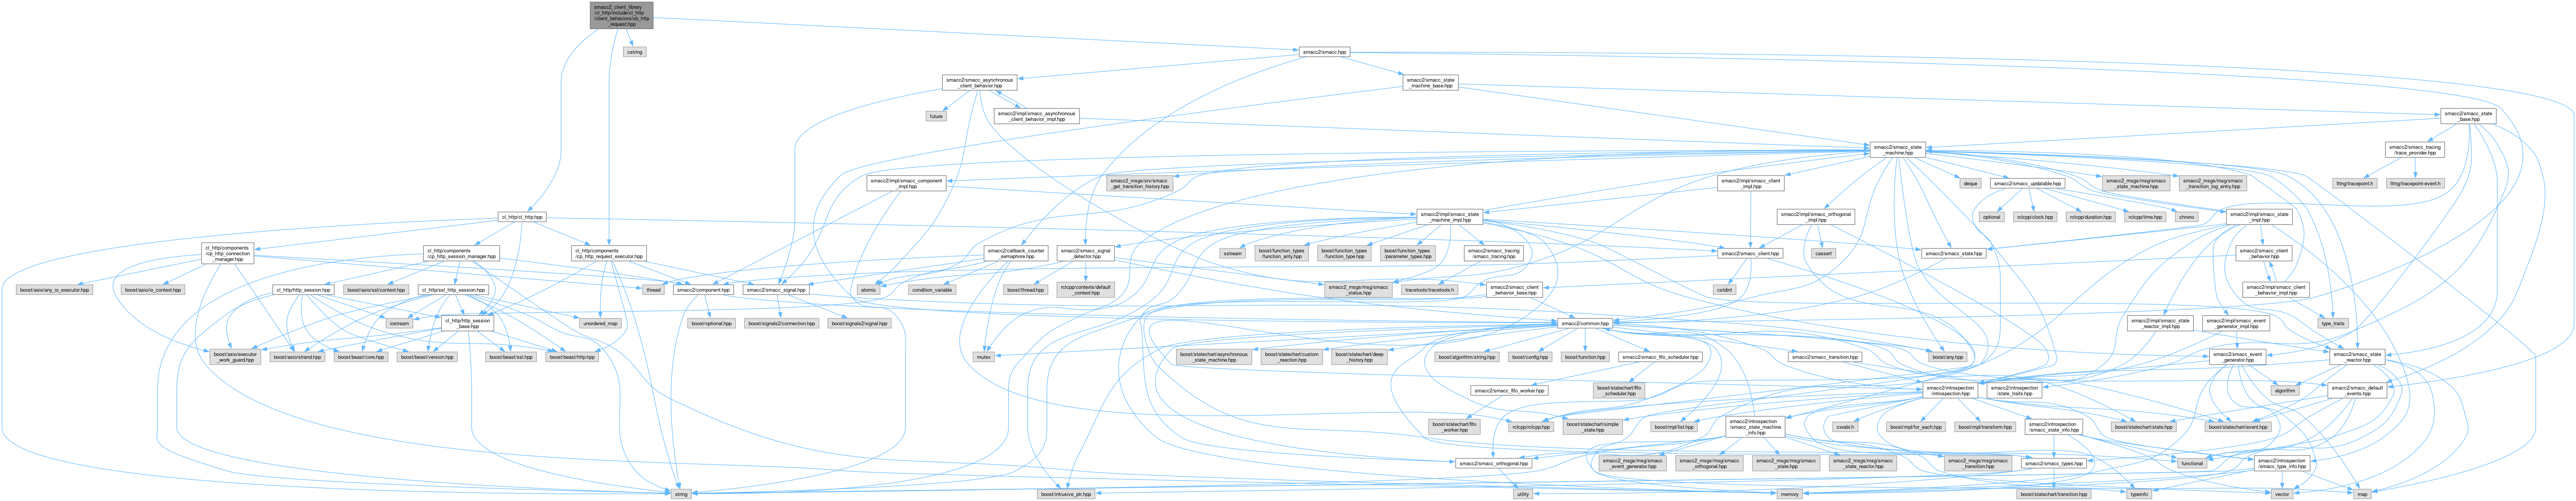 smacc2_client_library
/cl_http/include/cl_http
/client_behaviors/cb_http
_request.hpp
cstring
smacc2/smacc.hpp
smacc2/smacc_asynchronous
_client_behavior.hpp
smacc2/smacc_state
_machine_base.hpp
future
smacc2/impl/smacc_asynchronous
_client_behavior_impl.hpp
smacc2/smacc_state
_base.hpp
smacc2/smacc_state
_machine.hpp
smacc2/smacc_tracing
/trace_provider.hpp
smacc2/impl/smacc_component
_impl.hpp
smacc2_msgs/srv/smacc
_get_transition_history.hpp
smacc2/impl/smacc_client
_impl.hpp
deque
smacc2/smacc_updatable.hpp
smacc2_msgs/msg/smacc
_state_machine.hpp
smacc2_msgs/msg/smacc
_transition_log_entry.hpp
lttng/tracepoint.h
lttng/tracepoint-event.h
cl_http/cl_http.hpp
smacc2/impl/smacc_state
_machine_impl.hpp
smacc2/impl/smacc_orthogonal
_impl.hpp
optional
rclcpp/clock.hpp
rclcpp/duration.hpp
rclcpp/time.hpp
chrono
smacc2/impl/smacc_state
_impl.hpp
cl_http/components
/cp_http_connection
_manager.hpp
cl_http/components
/cp_http_session_manager.hpp
cl_http/components
/cp_http_request_executor.hpp
smacc2/callback_counter
_semaphore.hpp
smacc2/smacc_signal
_detector.hpp
sstream
boost/function_types
/function_arity.hpp
boost/function_types
/function_type.hpp
boost/function_types
/parameter_types.hpp
smacc2/smacc_tracing
/smacc_tracing.hpp
smacc2/smacc_client.hpp
cassert
smacc2/smacc_state.hpp
smacc2/smacc_client
_behavior.hpp
boost/asio/any_io_executor.hpp
boost/asio/io_context.hpp
boost/asio/ssl/context.hpp
cl_http/http_session.hpp
cl_http/ssl_http_session.hpp
thread
smacc2/component.hpp
smacc2/smacc_signal.hpp
atomic
condition_variable
boost/thread.hpp
rclcpp/contexts/default
_context.hpp
smacc2_msgs/msg/smacc
_status.hpp
tracetools/tracetools.h
smacc2/smacc_client
_behavior_base.hpp
cstdint
smacc2/impl/smacc_client
_behavior_impl.hpp
iostream
cl_http/http_session
_base.hpp
unordered_map
boost/optional.hpp
boost/signals2/connection.hpp
boost/signals2/signal.hpp
smacc2/common.hpp
smacc2/impl/smacc_state
_reactor_impl.hpp
smacc2/impl/smacc_event
_generator_impl.hpp
type_traits
boost/asio/executor
_work_guard.hpp
boost/asio/strand.hpp
boost/beast/core.hpp
boost/beast/version.hpp
boost/beast/ssl.hpp
boost/beast/http.hpp
mutex
boost/statechart/asynchronous
_state_machine.hpp
boost/statechart/custom
_reaction.hpp
boost/statechart/deep
_history.hpp
boost/algorithm/string.hpp
boost/config.hpp
boost/function.hpp
smacc2/smacc_fifo_scheduler.hpp
boost/any.hpp
smacc2/smacc_transition.hpp
smacc2/smacc_event
_generator.hpp
smacc2/smacc_state
_reactor.hpp
smacc2/smacc_fifo_worker.hpp
boost/statechart/fifo
_scheduler.hpp
smacc2/introspection
/introspection.hpp
smacc2/introspection
/state_traits.hpp
algorithm
smacc2/smacc_default
_events.hpp
boost/statechart/fifo
_worker.hpp
rclcpp/rclcpp.hpp
boost/statechart/simple
_state.hpp
boost/mpl/list.hpp
smacc2/introspection
/smacc_state_machine
_info.hpp
cxxabi.h
boost/mpl/for_each.hpp
boost/mpl/transform.hpp
smacc2/introspection
/smacc_state_info.hpp
boost/statechart/state.hpp
boost/statechart/event.hpp
smacc2/smacc_orthogonal.hpp
smacc2_msgs/msg/smacc
_event_generator.hpp
smacc2_msgs/msg/smacc
_orthogonal.hpp
smacc2_msgs/msg/smacc
_state.hpp
smacc2_msgs/msg/smacc
_state_reactor.hpp
smacc2_msgs/msg/smacc
_transition.hpp
smacc2/smacc_types.hpp
functional
smacc2/introspection
/smacc_type_info.hpp
string
boost/intrusive_ptr.hpp
utility
memory
boost/statechart/transition.hpp
typeinfo
vector
map